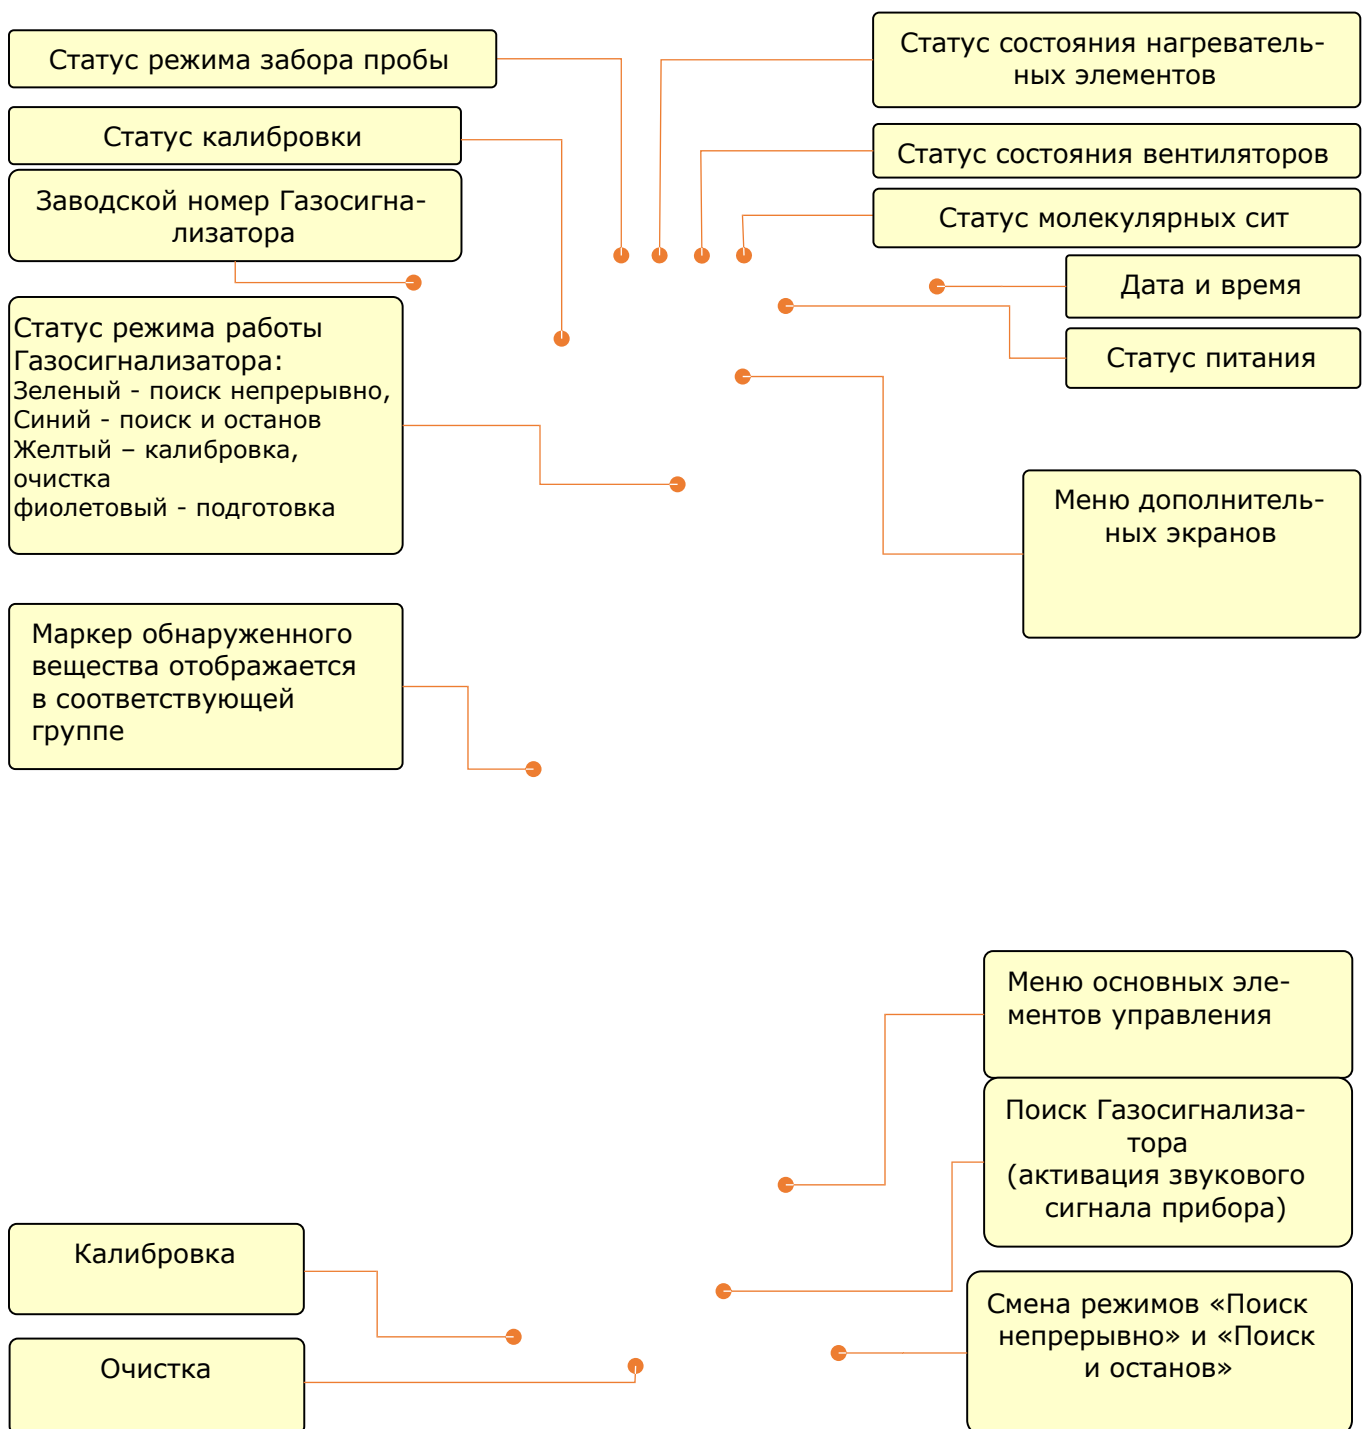 Статус режима забора пробы
Статус калибровки
Заводской номер Газосигна-
лизатора
Статус режима работы
Газосигнализатора:
Зеленый - поиск непрерывно,
Синий - поиск и останов
Желтый – калибровка,
очистка
фиолетовый - подготовка
Маркер обнаруженного
вещества отображается
в соответствующей
группе
Статус состояния нагреватель-
ных элементов
Статус состояния вентиляторов
Статус молекулярных сит
Дата и время
Статус питания
Меню дополнитель-
ных экранов
Меню основных эле-
ментов управления
Поиск Газосигнализа-
тора
(активация звукового
сигнала прибора)
Калибровка
Очистка
Смена режимов «Поиск
непрерывно» и «Поиск
и останов»